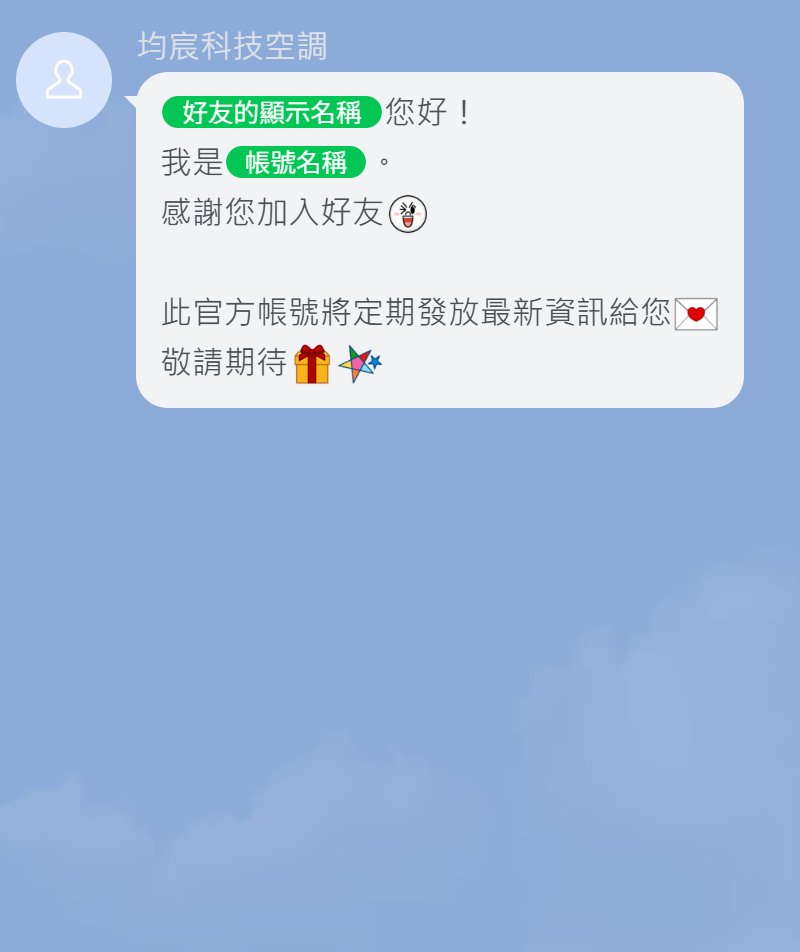 均宸科技空調
好友的顯示名稱您好！
我是帳號名稱。
感謝您加入好友
此官方帳號將定期發放最新資訊給您
敬請期待